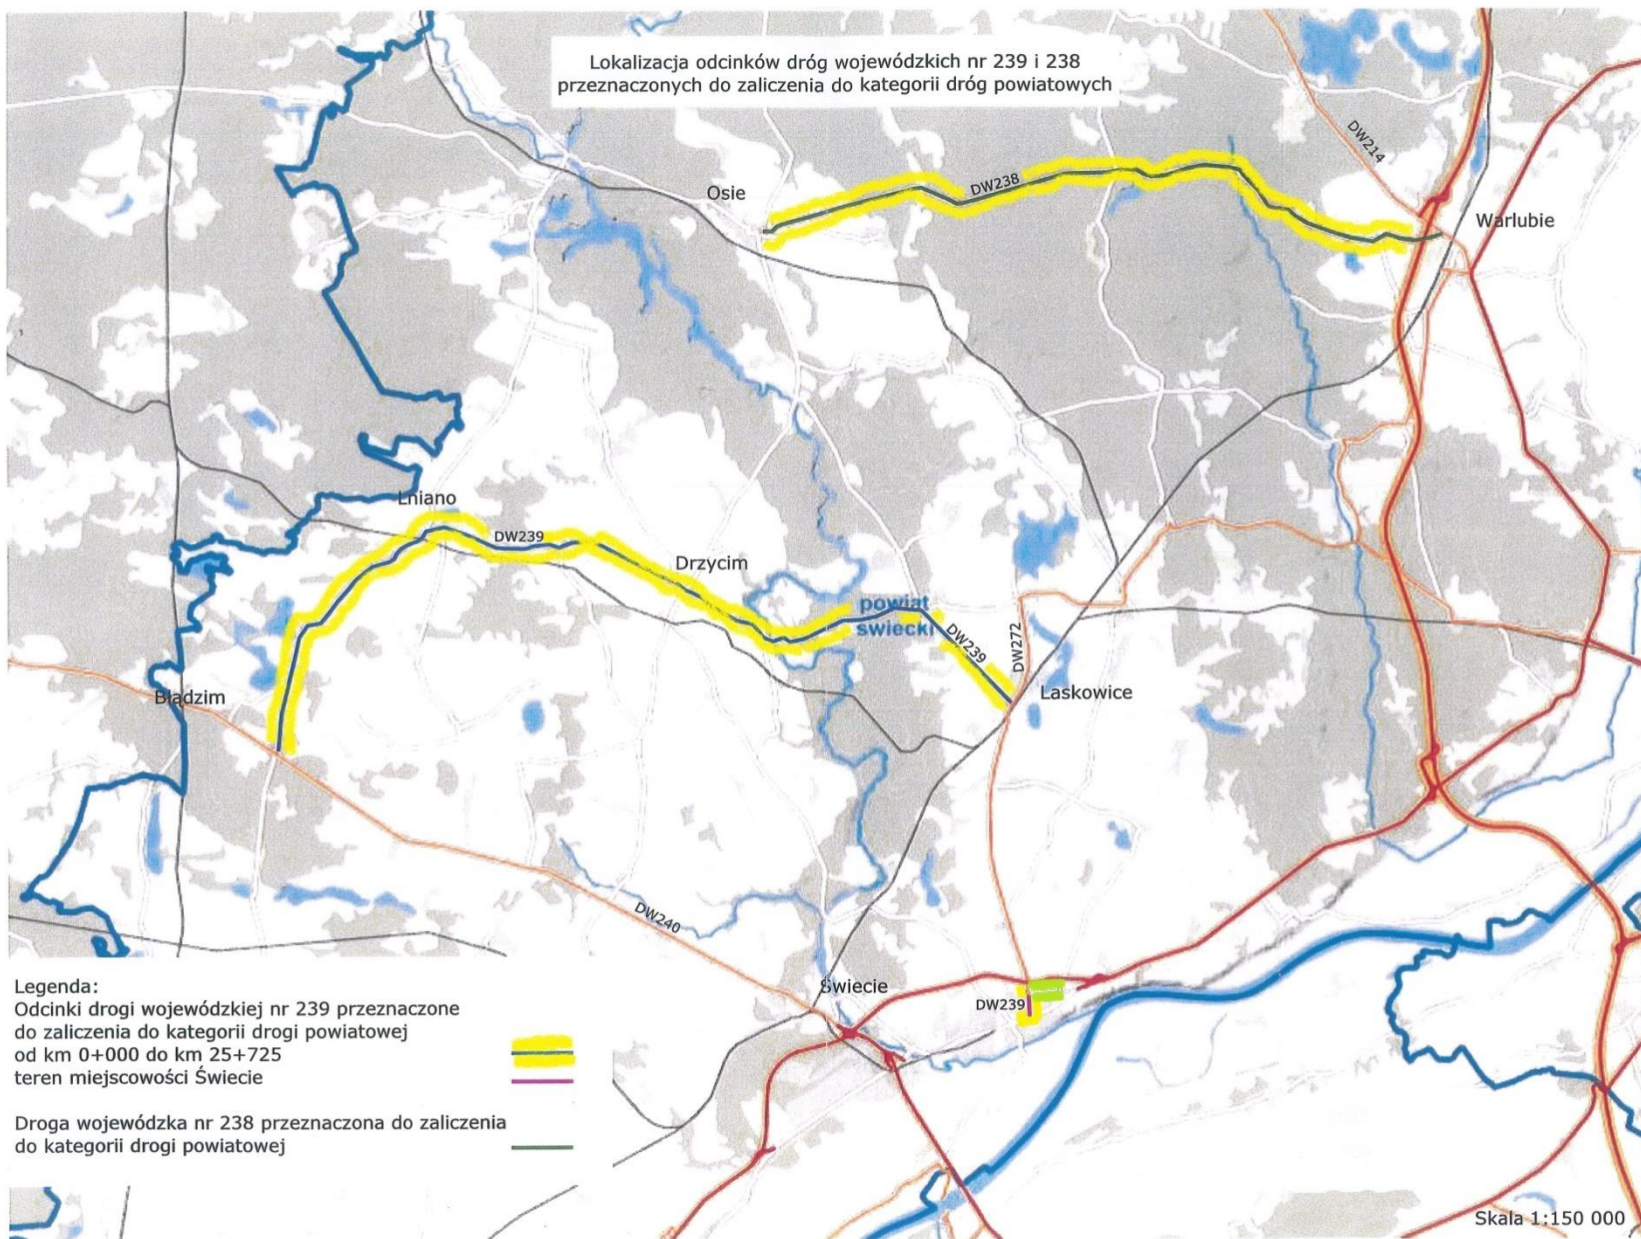 Lokalizacja odcinków dróg wojewódzkich nr 239 i 238
przeznaczonych do zaliczenia do kategorii dróg powiatowych
DW214
Osie
DW238
Warlubie
Lniano
DW239
Drzycim
powiat
swiecki
DW239
DW272
Laskowice
Błądzim
DW240
Świecie
DW239
Legenda:
Odcinki drogi wojewódzkiej nr 239 przeznaczone
do zaliczenia do kategorii drogi powiatowej
od km 0+000 do km 25+725
teren miejscowości Świecie
Droga wojewódzka nr 238 przeznaczona do zaliczenia
do kategorii drogi powiatowej
Skala 1:150 000